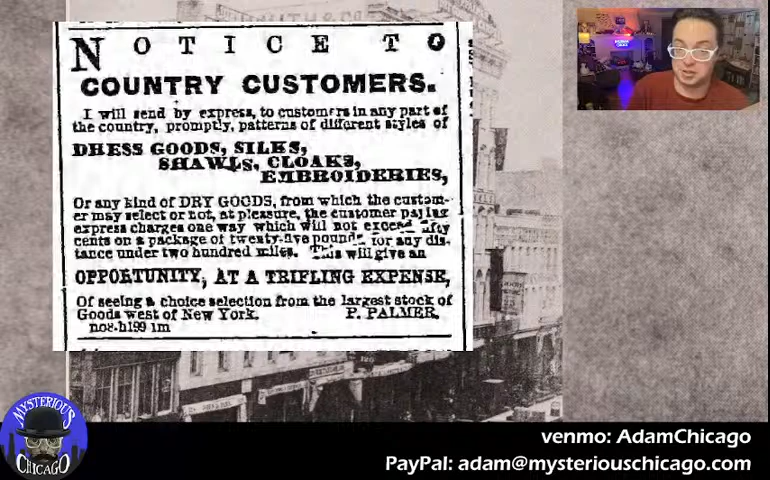 NOTICE TO
COUNTRY CUSTOMERS.
I will send by express, to customers in any part of
the country, promptly, patterns of different styles of
DRESS GOODS, SILKS,
SHAWLS, CLOAKS,
EMBROIDERIES,
Or any kind of DRY GOODS, from which the custom-
er may select or not, at pleasure, the customer paying
express charges one way which will not exceed fifty
cents on a package of twenty-five pounds for any dis-
tance under two hundred miles. This will give an
OPPORTUNITY, AT A TRIFLING EXPENSE,
Of seeing a choice selection from the largest stock of
Goods west of New York. P. PALMER.
no8-h199 1m
MYSTERIOUS
CHICAGO
venmo: AdamChicago
PayPal: adam@mysteriouschicago.com